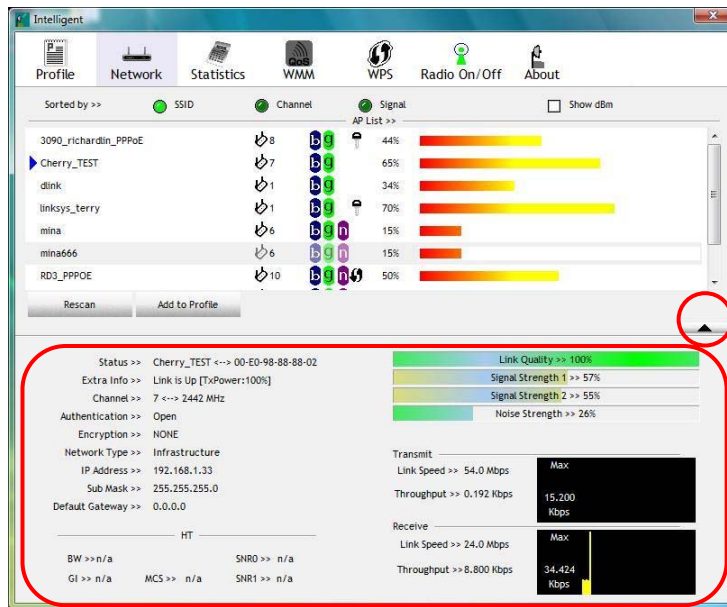 Intelligent
Profile Network Statistics QoS WMM WPS Radio On/Off About
Sorted by >> SSID Channel Signal Show dBm
AP List >>
3090_richardlin_PPPoE 8 b g 44%
Cherry_TEST 7 b g 65%
dlink 1 b g 34%
linksys_terry 1 b g 70%
mina 6 b g n 15%
mina666 6 b g n 15%
RD3_PPPOE 10 b g n 50%
Rescan Add to Profile
Status >> Cherry_TEST <--> 00-E0-98-88-88-02
Extra Info >> Link is Up [TxPower:100%]
Channel >> 7 <--> 2442 MHz
Authentication >> Open
Encryption >> NONE
Network Type >> Infrastructure
IP Address >> 192.168.1.33
Sub Mask >> 255.255.255.0
Default Gateway >> 0.0.0.0
HT
BW >> n/a SNR0 >> n/a
GI >> n/a MCS >> n/a SNR1 >> n/a
Link Quality >> 100%
Signal Strength 1 >> 57%
Signal Strength 2 >> 55%
Noise Strength >> 26%
Transmit
Link Speed >> 54.0 Mbps
Throughput >> 0.192 Kbps
Max
15.200
Kbps
Receive
Link Speed >> 24.0 Mbps
Throughput >> 8.800 Kbps
Max
34.424
Kbps